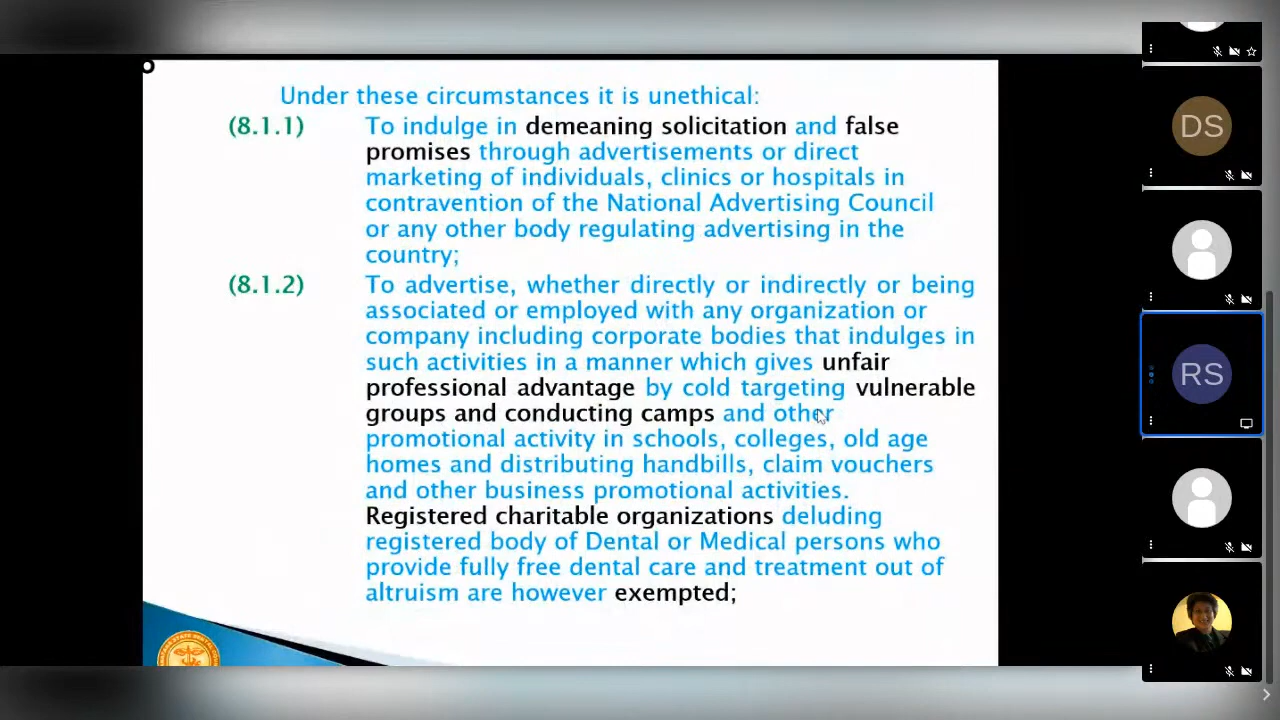 Under these circumstances it is unethical:
(8.1.1) To indulge in demeaning solicitation and false
promises through advertisements or direct
marketing of individuals, clinics or hospitals in
contravention of the National Advertising Council
or any other body regulating advertising in the
country;
(8.1.2) To advertise, whether directly or indirectly or being
associated or employed with any organization or
company including corporate bodies that indulges in
such activities in a manner which gives unfair
professional advantage by cold targeting vulnerable
groups and conducting camps and other
promotional activity in schools, colleges, old age
homes and distributing handbills, claim vouchers
and other business promotional activities.
Registered charitable organizations deluding
registered body of Dental or Medical persons who
provide fully free dental care and treatment out of
altruism are however exempted;
DS
RS